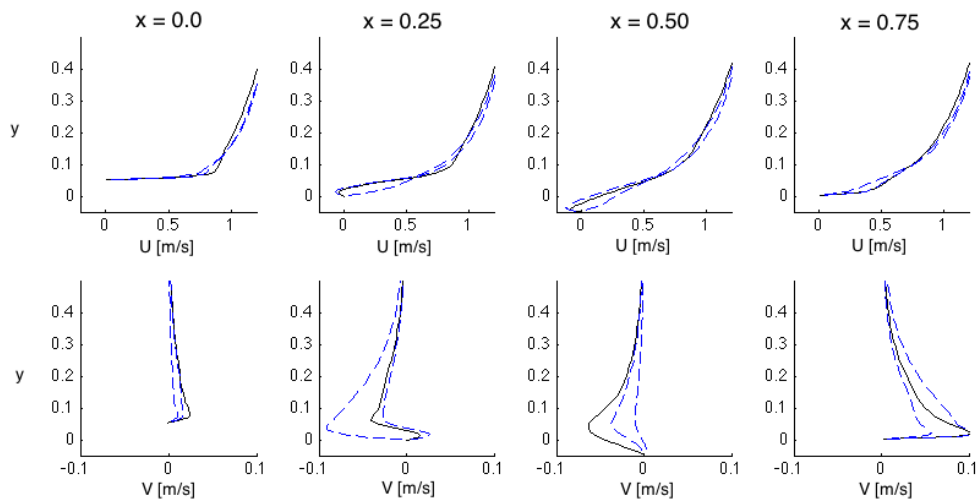 x = 0.0 x = 0.25 x = 0.50 x = 0.75
0.4 0.4 0.4 0.4
0.3 0.3 0.3 0.3
y 0.2 0.2 0.2 0.2
0.1 0.1 0.1 0.1
0 0 0 0
0 0.5 1 0 0.5 1 0 0.5 1 0 0.5 1
U [m/s] U [m/s] U [m/s] U [m/s]
0.4 0.4 0.4 0.4
0.3 0.3 0.3 0.3
y 0.2 0.2 0.2 0.2
0.1 0.1 0.1 0.1
0 0 0 0
-0.1 0 0.1 -0.1 0 0.1 -0.1 0 0.1 -0.1 0 0.1
V [m/s] V [m/s] V [m/s] V [m/s]